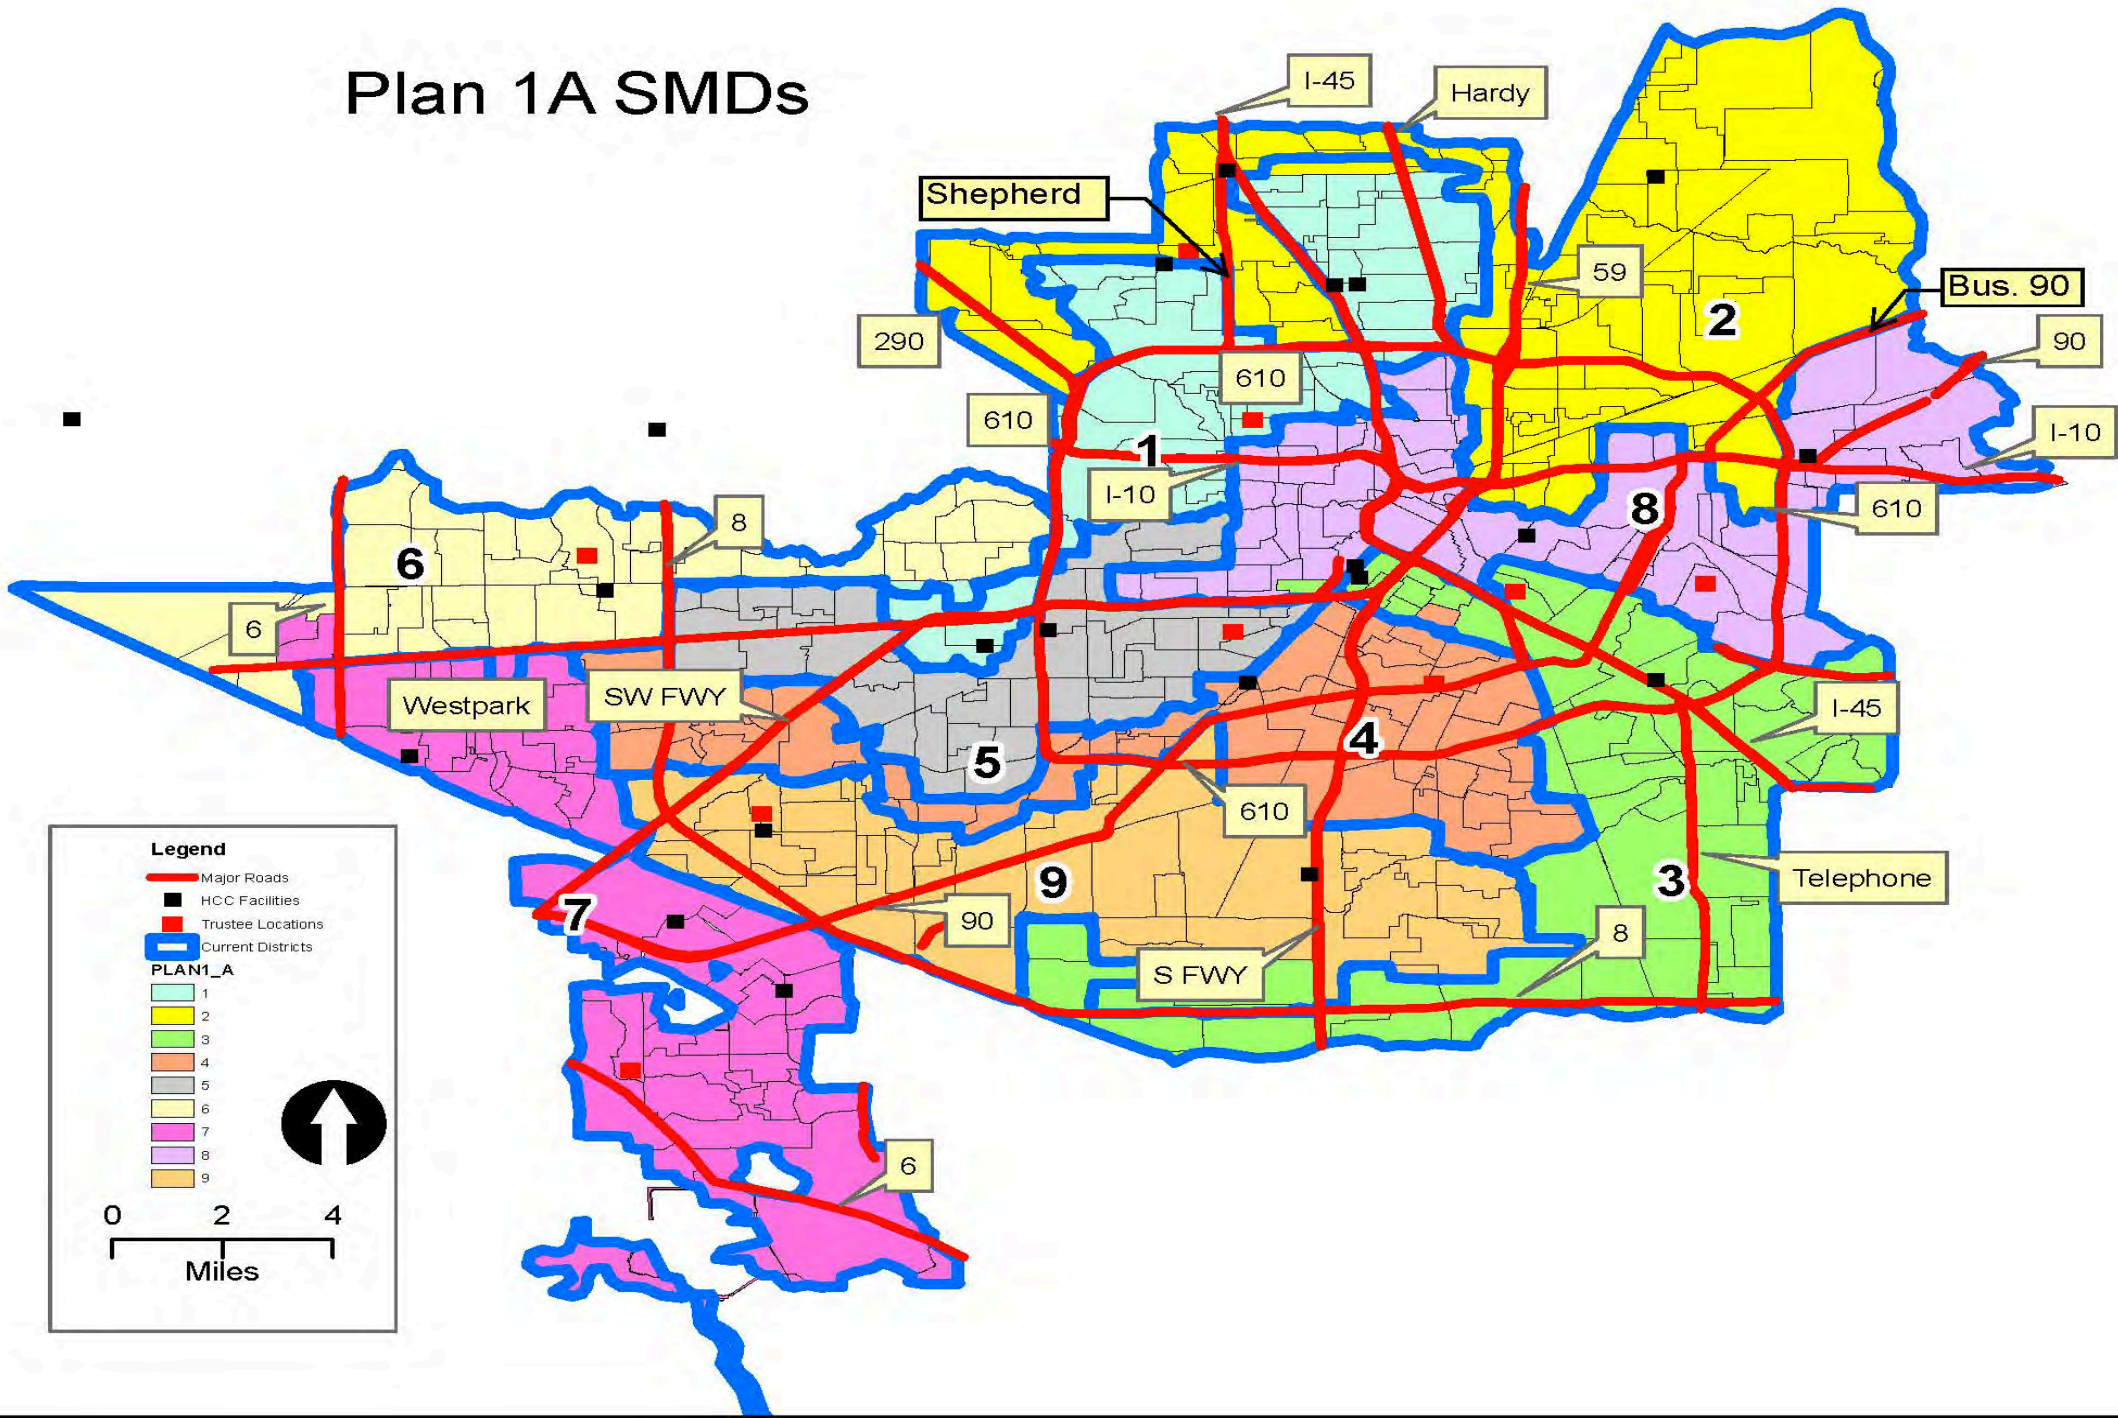 Plan 1A SMDs
I-45
Hardy
Shepherd
59
Bus. 90
290
90
2
610
610
1
I-10
I-10
8
610
8
6
6
Westpark
SW FWY
I-45
4
5
610
Telephone
3
9
7
90
8
S FWY
6
Legend
Major Roads
HCC Facilities
Trustee Locations
Current Districts
PLAN1_A
1
2
3
4
5
6
7
8
9
0 2 4
Miles